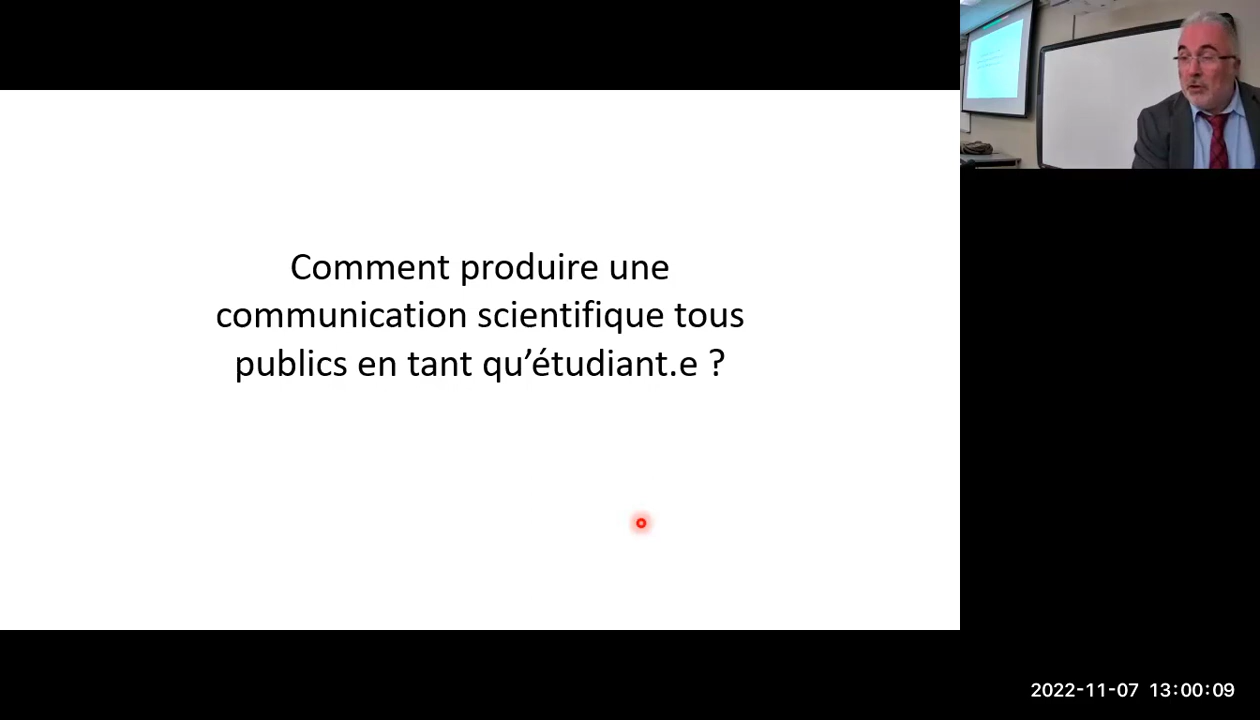 Comment produire une
communication scientifique tous
publics en tant qu’étudiant.e ?
2022-11-07 13:00:09